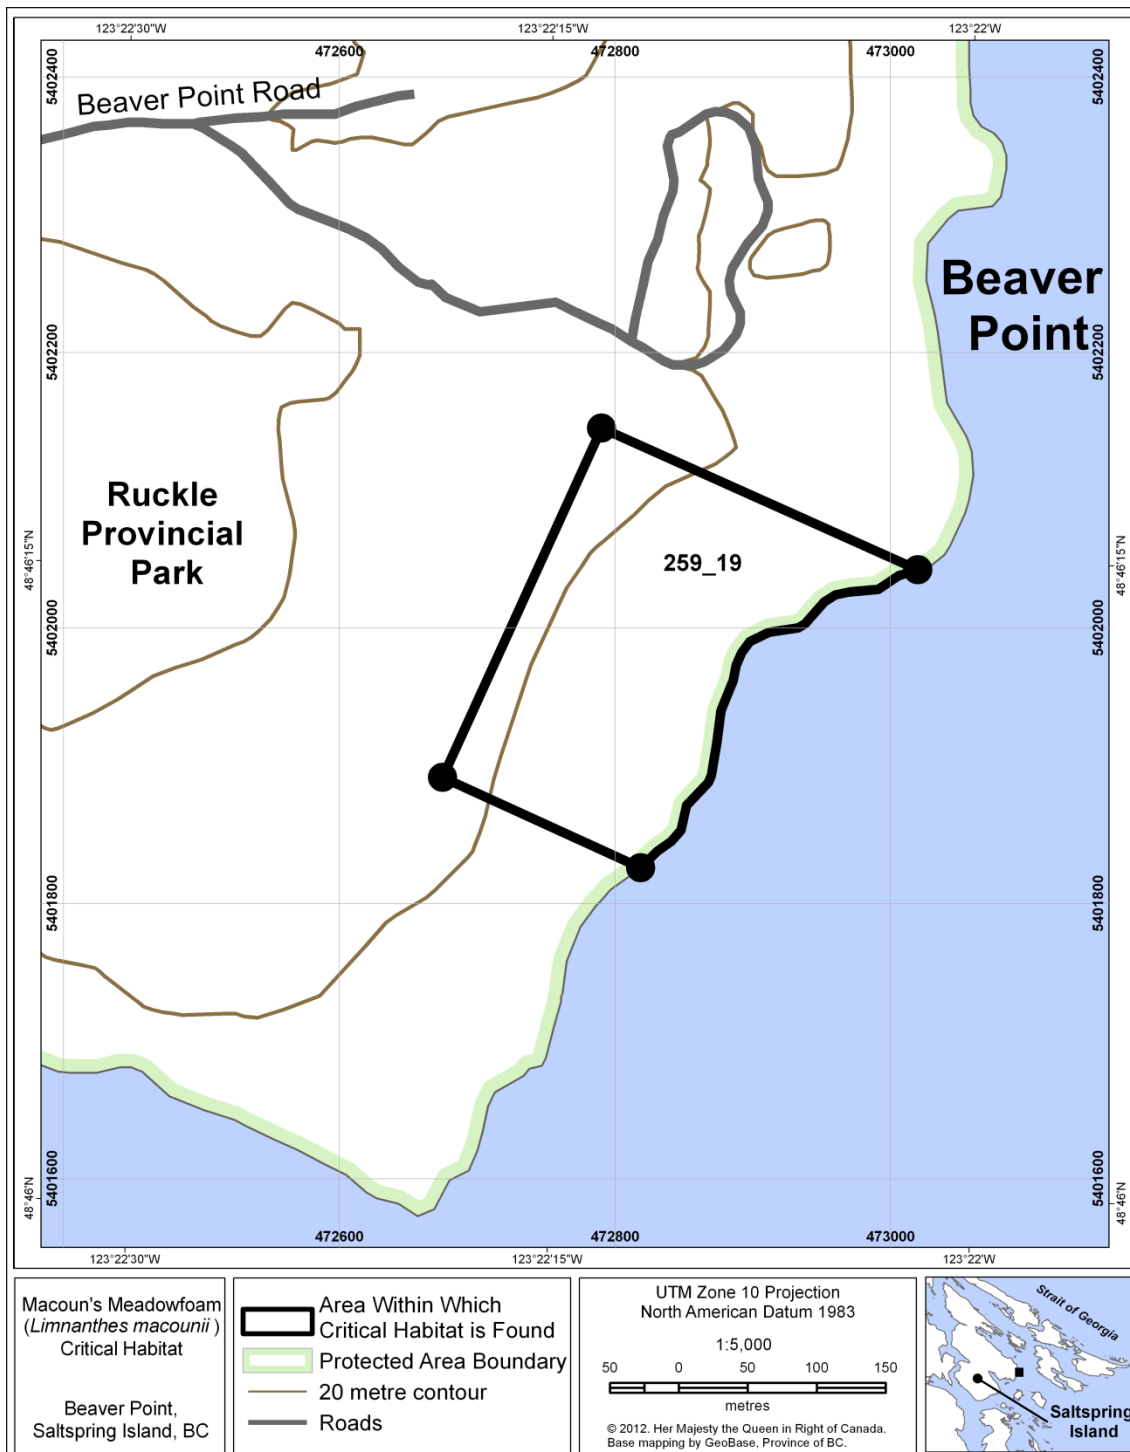 123°22'30"W
123°22'15"W
123°22'W
472600
472800
473000
5402400
5402400
Beaver Point Road
Beaver
Point
5402200
5402200
Ruckle
Provincial
Park
259_19
48°46'15"N
48°46'15"N
5402000
5402000
5401800
5401800
5401600
5401600
48°46'N
48°46'N
472600
472800
473000
123°22'30"W
123°22'15"W
123°22'W
Macoun's Meadowfoam
(Limnanthes macounii )
Critical Habitat
Beaver Point,
Saltspring Island, BC
Area Within Which
Critical Habitat is Found
Protected Area Boundary
20 metre contour
Roads
UTM Zone 10 Projection
North American Datum 1983
1:5,000
50 0 50 100 150
metres
© 2012. Her Majesty the Queen in Right of Canada.
Base mapping by GeoBase, Province of BC.
Strait of Georgia
Saltspring
Island